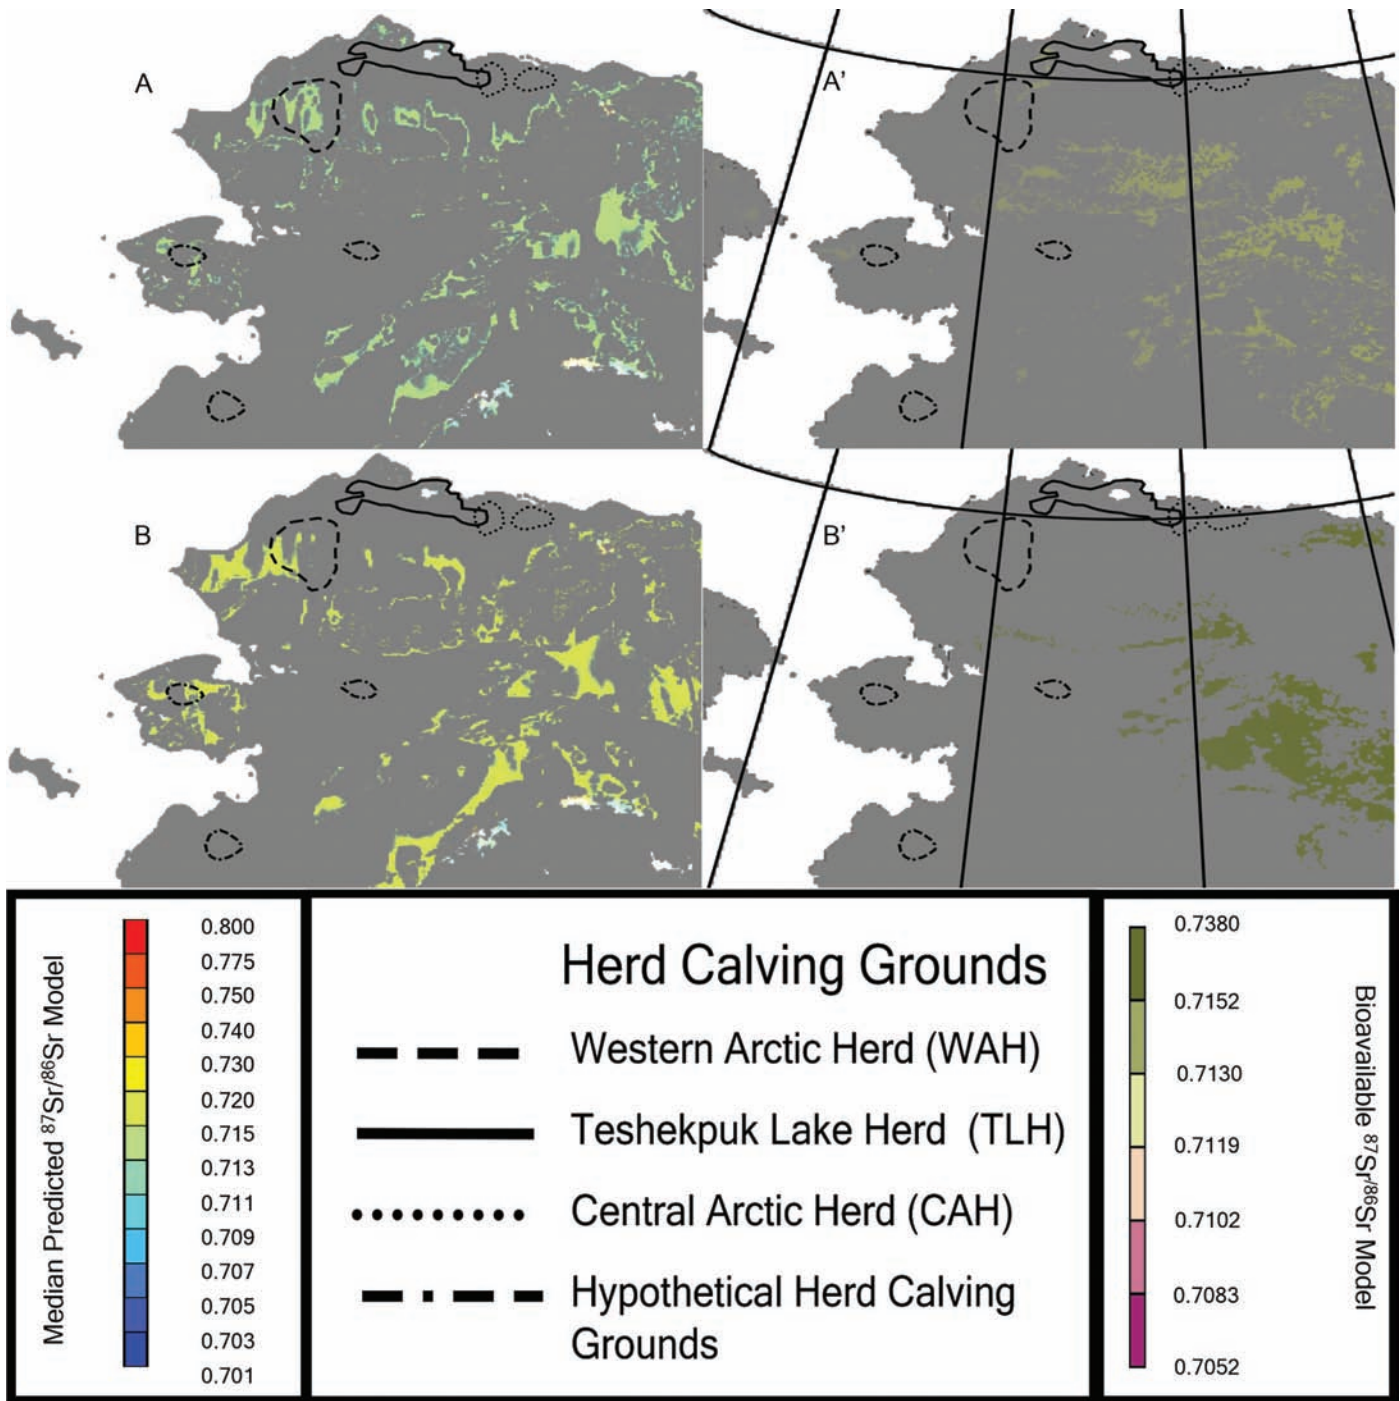 A
A'
B
B'
Median Predicted ⁸⁷Sr/⁸⁶Sr Model
0.800
0.775
0.750
0.740
0.730
0.720
0.715
0.713
0.711
0.709
0.707
0.705
0.703
0.701
Herd Calving Grounds
Western Arctic Herd (WAH)
Teshekpuk Lake Herd (TLH)
Central Arctic Herd (CAH)
Hypothetical Herd Calving
Grounds
0.7380
0.7152
0.7130
0.7119
0.7102
0.7083
0.7052
Bioavailable ⁸⁷Sr/⁸⁶Sr Model